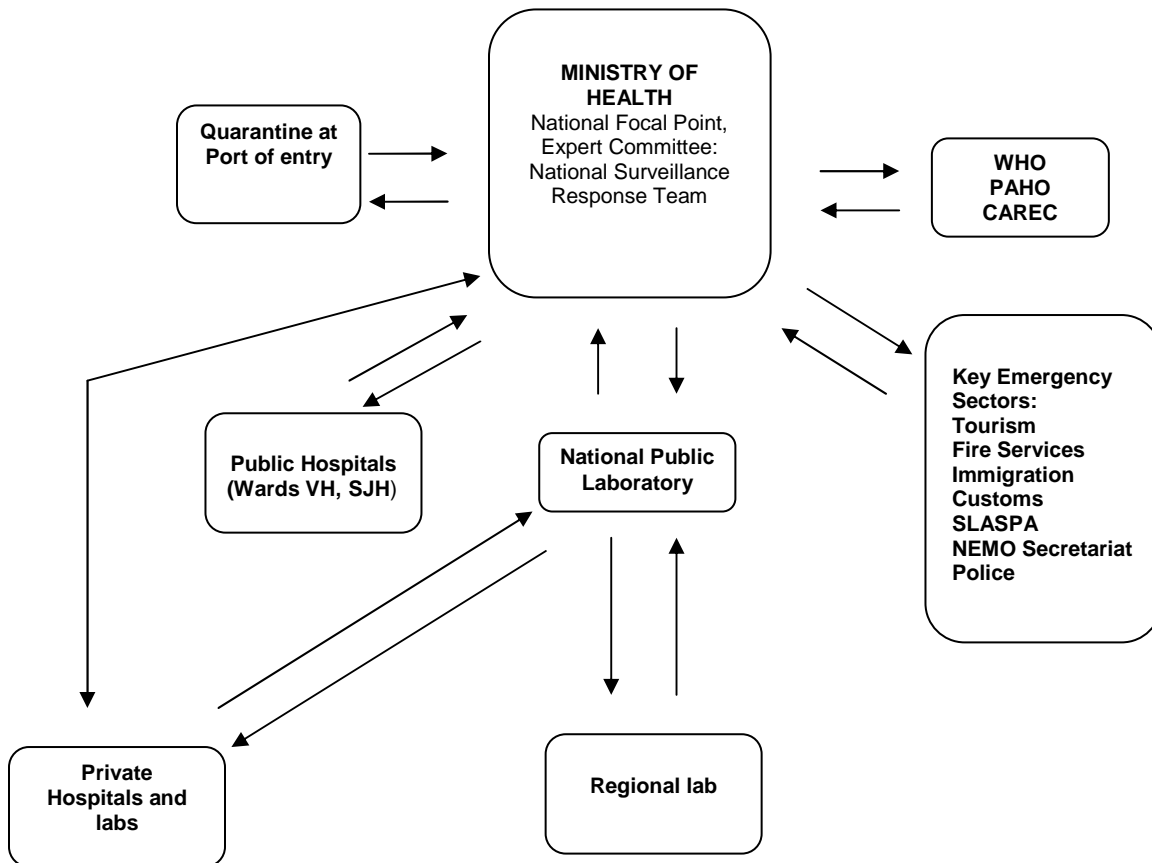 MINISTRY OF
HEALTH
National Focal Point,
Expert Committee:
National Surveillance
Response Team
Quarantine at
Port of entry
WHO
PAHO
CAREC
Key Emergency
Sectors:
Tourism
Fire Services
Immigration
Customs
SLASPA
NEMO Secretariat
Police
Public Hospitals
(Wards VH, SJH)
National Public
Laboratory
Private
Hospitals and
labs
Regional lab